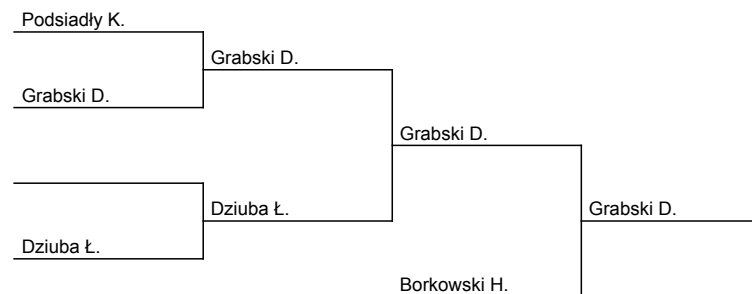 Podsiadły K.
Grabski D.
Grabski D.
Grabski D.
Dziuba Ł.
Grabski D.
Dziuba Ł.
Borkowski H.